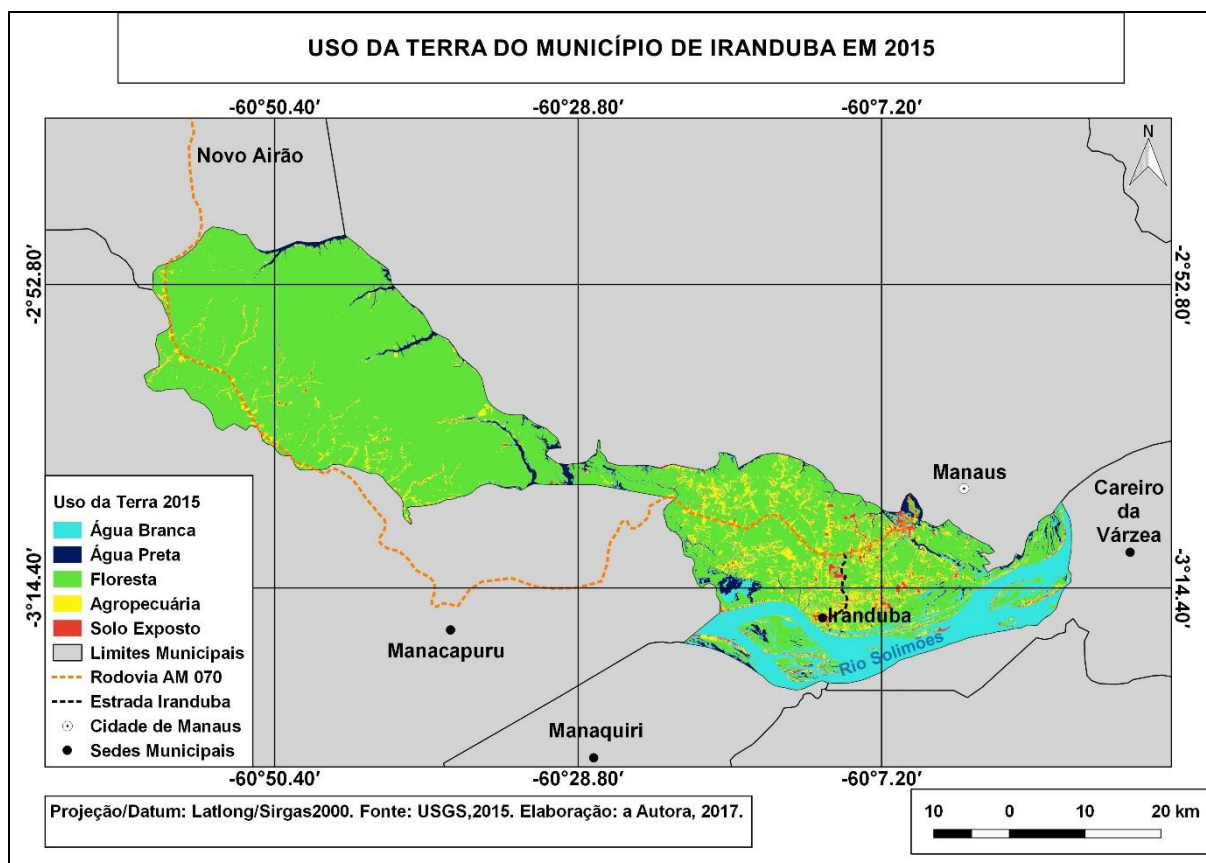 USO DA TERRA DO MUNICÍPIO DE IRANDUBA EM 2015
-60°50.40' -60°28.80' -60°7.20'
N
Novo Airão
-2°52.80' -2°52.80'
Manaus
Careiro
da
Várzea
-3°14.40' -3°14.40'
Iranduba
Manacapuru
Rio Solimões
Manaquiri
Uso da Terra 2015
Água Branca
Água Preta
Floresta
Agropecuária
Solo Exposto
Limites Municipais
Rodovia AM 070
Estrada Iranduba
Cidade de Manaus
Sedes Municipais
-60°50.40' -60°28.80' -60°7.20'
Projeção/Datum: Latlong/Sirgas2000. Fonte: USGS,2015. Elaboração: a Autora, 2017.
10 0 10 20 km